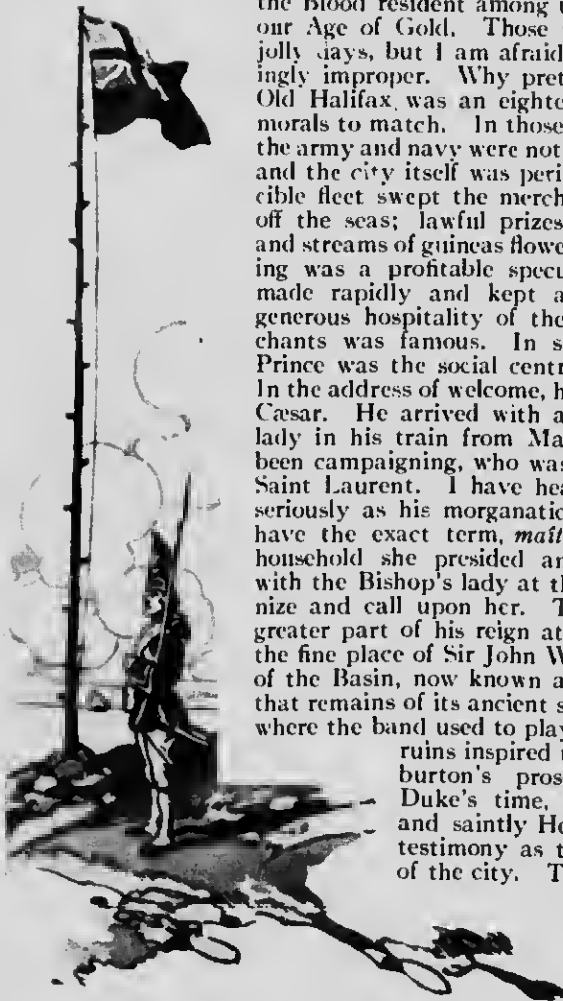 the Blood resident among u
our Age of Gold. Those
jolly days, but I am afraid
ingly improper. Why pret
Old Halifax was an eighte
morals to match. In those
the army and navy were not
and the city itself was peri
cible fleet swept the merch
off the seas; lawful prizes
and streams of guineas flowe
ing was a profitable specu
made rapidly and kept a
generous hospitality of the
chants was famous. In s
Prince was the social centr
In the address of welcome, h
Cæsar. He arrived with a
lady in his train from Ma
been campaigning, who was
Saint Laurent. I have hea
seriously as his morganatic
have the exact term, maît
household she presided an
with the Bishop's lady at th
nize and call upon her. T
greater part of his reign at
the fine place of Sir John W
of the Basin, now known a
that remains of its ancient s
where the band used to play
ruins inspired
burton's pros
Duke's time,
and saintly He
testimony as t
of the city. T